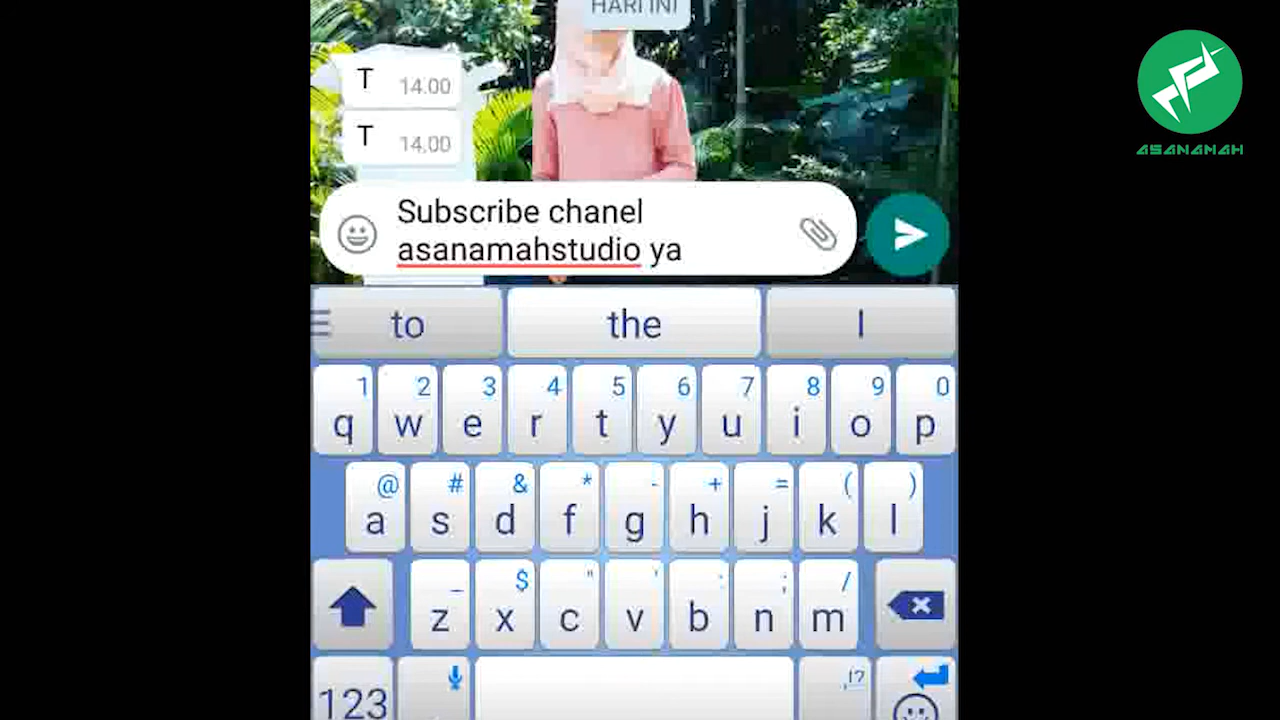 HARI INI
T 14.00
T 14.00
ASANAMAH
Subscribe chanel
asanamahstudio ya
to the I
1 2 3 4 5 6 7 8 9 0
q w e r t y u i o p
@ # & * - + = ( )
a s d f g h j k l
_ $ " ' : ; /
z x c v b n m
123 ,!?